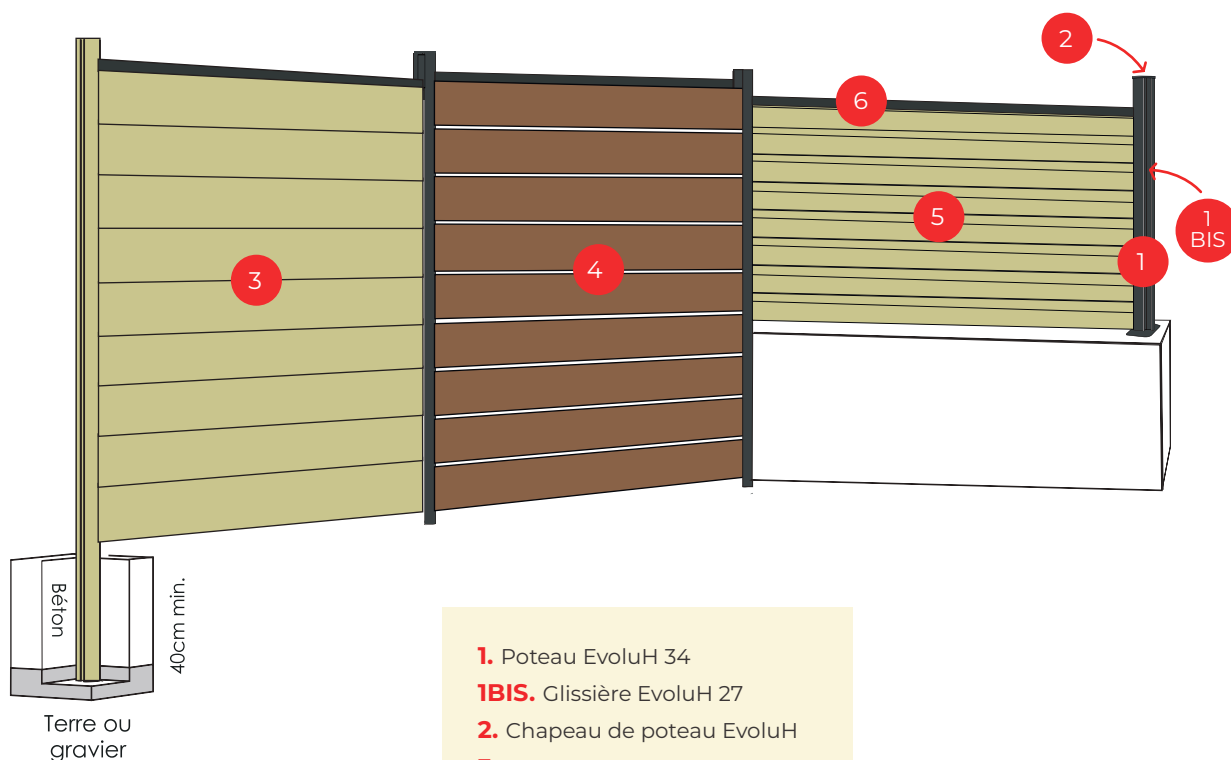 2
6
1
BIS
5
1
4
3
Béton
40cm min.
Terre ou
gravier
1. Poteau EvoluH 34
1BIS. Glissière EvoluH 27
2. Chapeau de poteau EvoluH